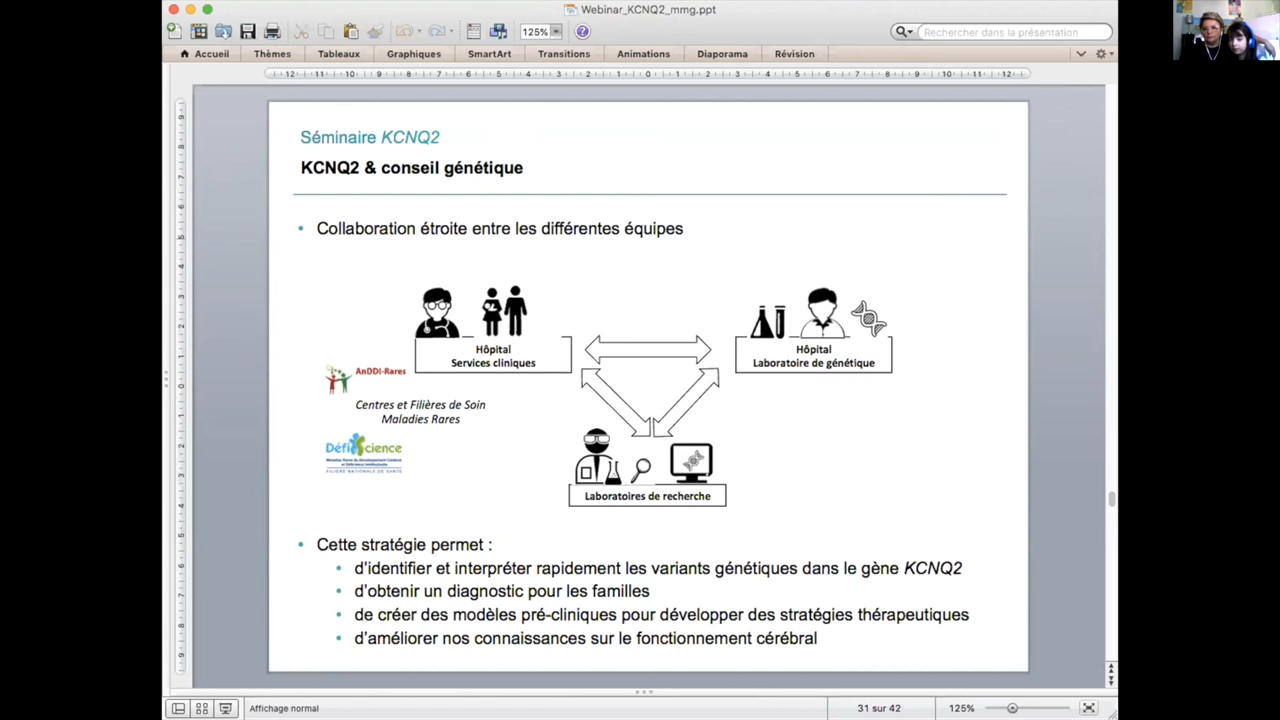 Webinar_KCNQ2_mmg.ppt
125%
Rechercher dans la présentation
Accueil
Thèmes
Tableaux
Graphiques
SmartArt
Transitions
Animations
Diaporama
Révision
Séminaire KCNQ2
KCNQ2 & conseil génétique
• Collaboration étroite entre les différentes équipes
Hôpital
Services cliniques
Hôpital
Laboratoire de génétique
AnDDI-Rares
Centres et Filières de Soin
Maladies Rares
DéfiScience
Laboratoires de recherche
• Cette stratégie permet :
• d'identifier et interpréter rapidement les variants génétiques dans le gène KCNQ2
• d'obtenir un diagnostic pour les familles
• de créer des modèles pré-cliniques pour développer des stratégies thérapeutiques
• d'améliorer nos connaissances sur le fonctionnement cérébral
Affichage normal
31 sur 42
125%